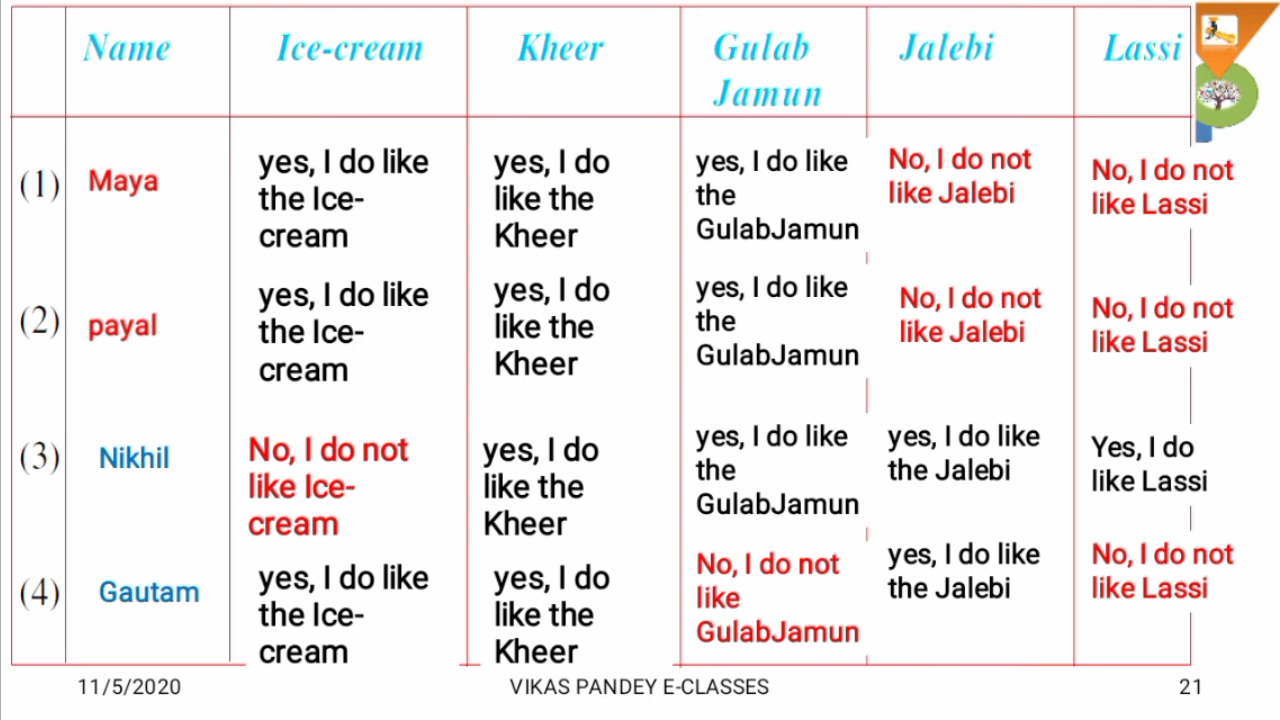 Name Ice-cream Kheer Gulab Jalebi Lassi
Jamun
(1) Maya
yes, I do like
the Ice-
cream
yes, I do
like the
Kheer
yes, I do like
the
GulabJamun
No, I do not
like Jalebi
No, I do not
like Lassi
(2) payal
yes, I do like
the Ice-
cream
yes, I do
like the
Kheer
yes, I do like
the
GulabJamun
No, I do not
like Jalebi
No, I do not
like Lassi
(3) Nikhil
No, I do not
like Ice-
cream
yes, I do
like the
Kheer
yes, I do like
the
GulabJamun
yes, I do like
the Jalebi
Yes, I do
like Lassi
(4) Gautam
yes, I do like
the Ice-
cream
yes, I do
like the
Kheer
No, I do not
like
GulabJamun
yes, I do like
the Jalebi
No, I do not
like Lassi
11/5/2020 VIKAS PANDEY E-CLASSES 21